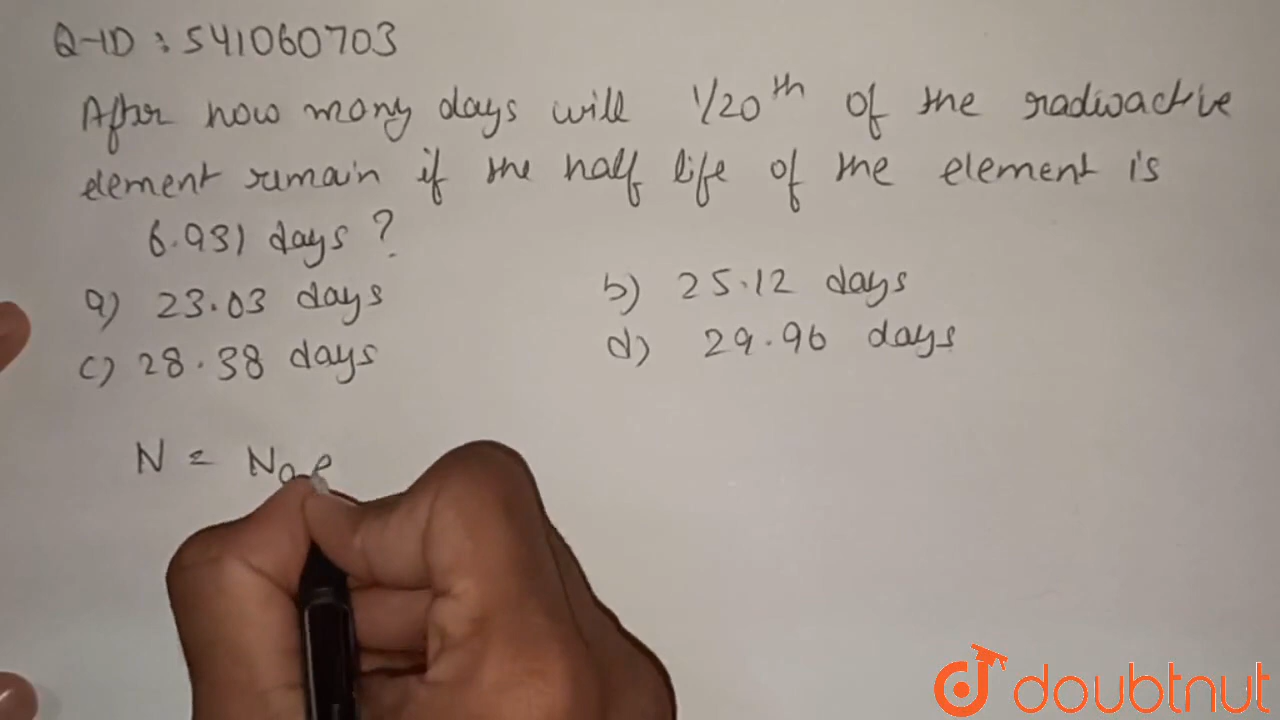 Q-ID : 541060703
After how many days will 1/20th of the radioactive
element remain if the half life of the element is
6.931 days ?
a) 23.03 days b) 25.12 days
c) 28.38 days d) 29.96 days
N = N0 e
doubtnut